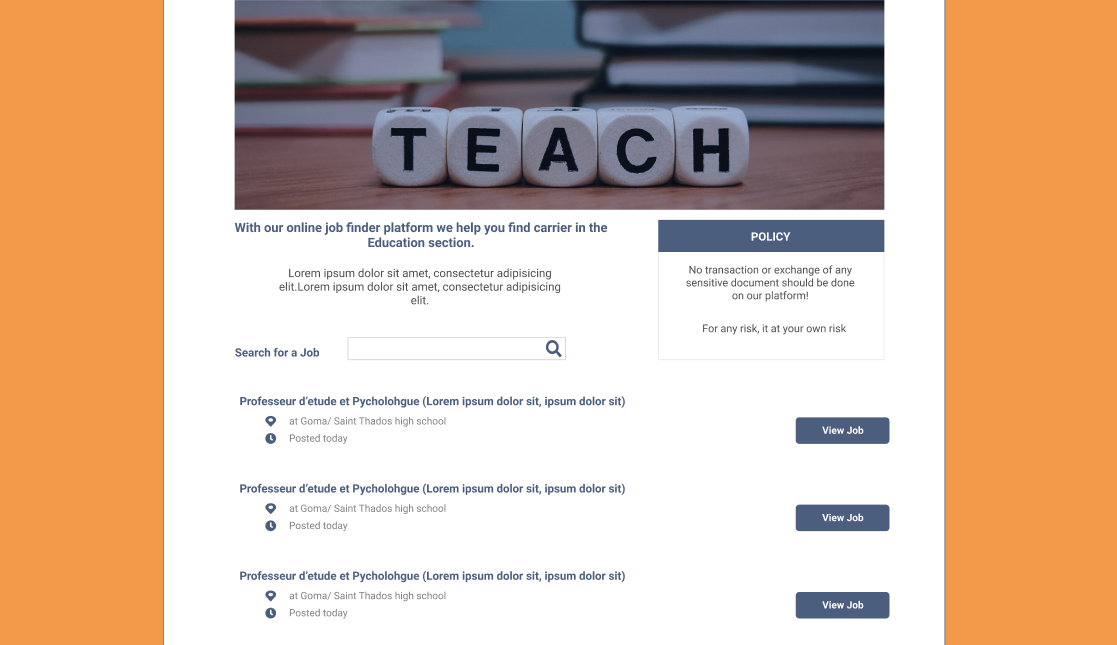 TEACH
With our online job finder platform we help you find carrier in the
Education section.
Lorem ipsum dolor sit amet, consectetur adipisicing
elit.Lorem ipsum dolor sit amet, consectetur adipisicing
elit.
POLICY
No transaction or exchange of any
sensitive document should be done
on our platform!
For any risk, it at your own risk
Search for a Job
Professeur d'etude et Pycholohgue (Lorem ipsum dolor sit, ipsum dolor sit)
at Goma/ Saint Thados high school
Posted today
View Job
Professeur d'etude et Pycholohgue (Lorem ipsum dolor sit, ipsum dolor sit)
at Goma/ Saint Thados high school
Posted today
View Job
Professeur d'etude et Pycholohgue (Lorem ipsum dolor sit, ipsum dolor sit)
at Goma/ Saint Thados high school
Posted today
View Job